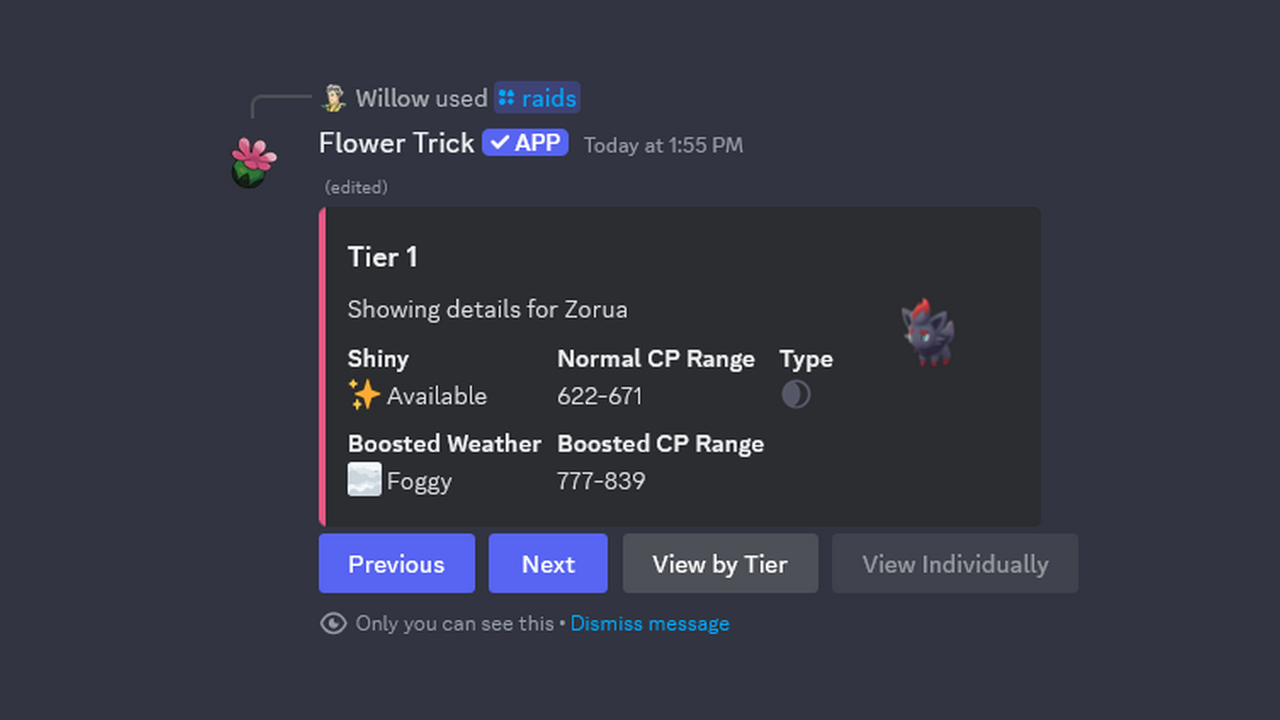 Willow used raids
Flower Trick APP Today at 1:55 PM
(edited)
Tier 1
Showing details for Zorua
Shiny Normal CP Range Type
Available 622-671
Boosted Weather Boosted CP Range
Foggy 777-839
Previous Next View by Tier View Individually
Only you can see this • Dismiss message